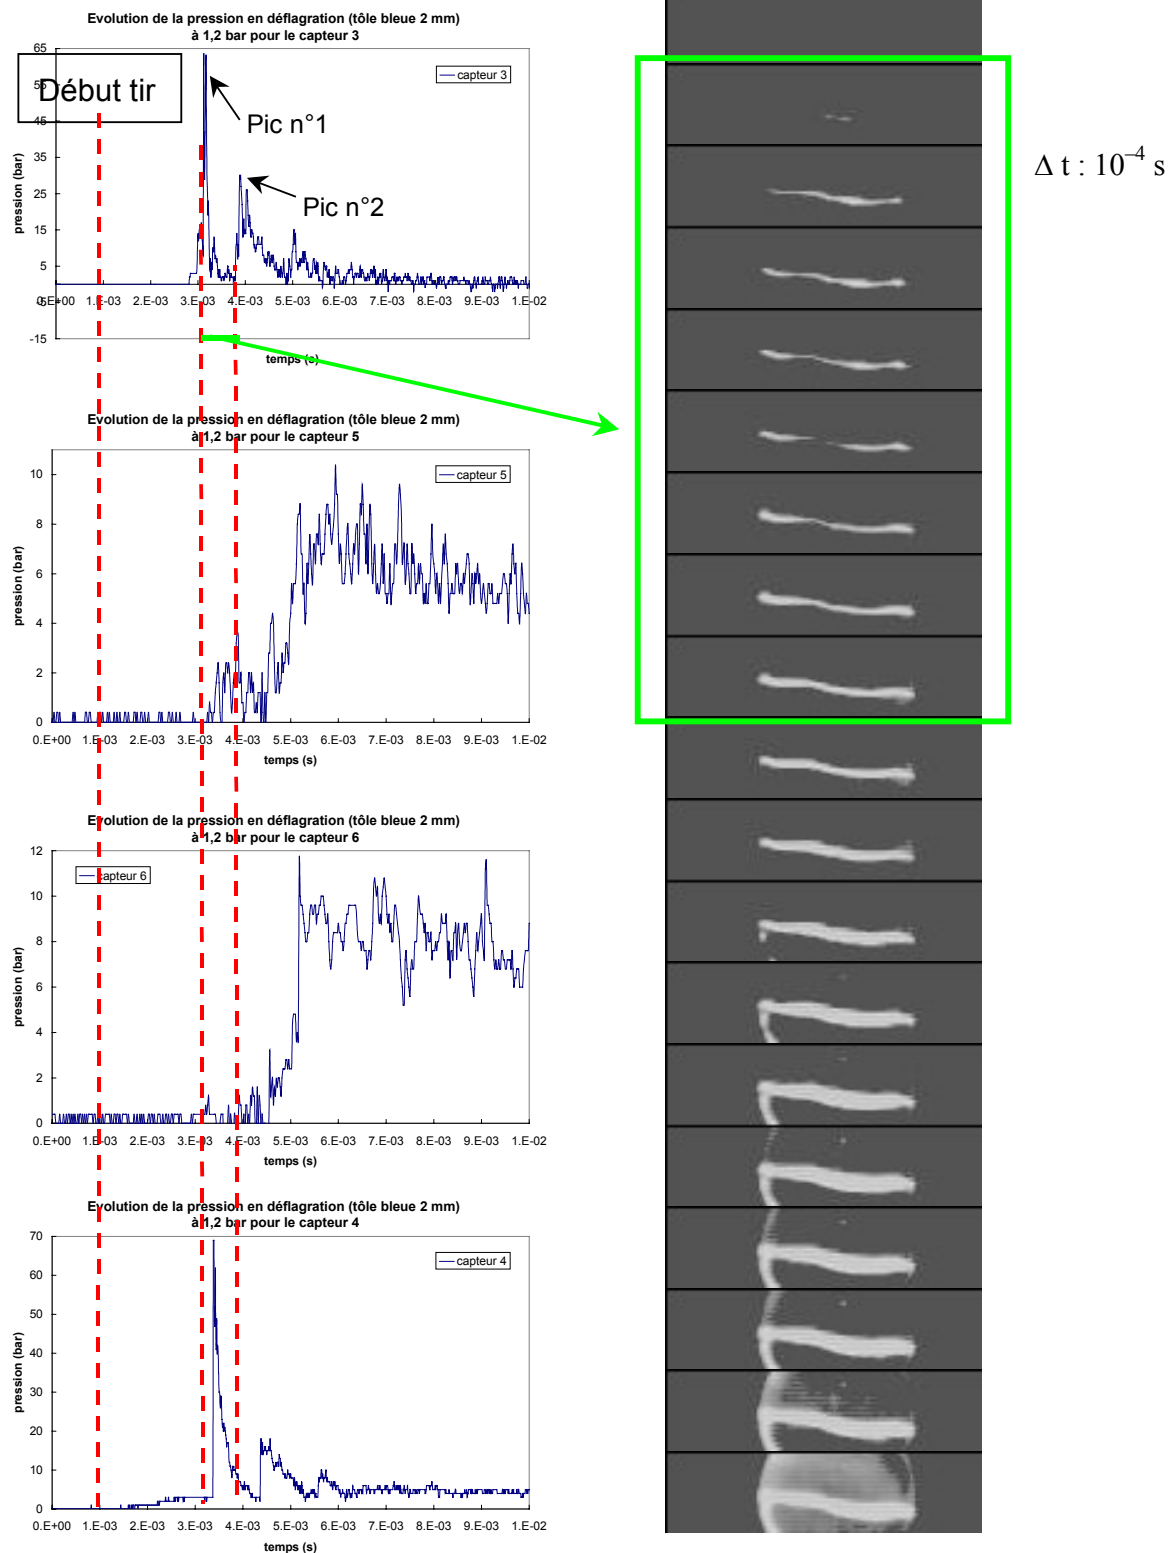 Evolution de la pression en déflagration (tôle bleue 2 mm)
à 1,2 bar pour le capteur 3
65
55
45
35
25
15
5
-5
-15
pression (bar)
Début tir
capteur 3
Pic n°1
Pic n°2
0.E+00 1.E-03 2.E-03 3.E-03 4.E-03 5.E-03 6.E-03 7.E-03 8.E-03 9.E-03 1.E-02
temps (s)
Δ t : 10⁻⁴ s
Evolution de la pression en déflagration (tôle bleue 2 mm)
à 1,2 bar pour le capteur 5
10
8
6
4
2
0
pression (bar)
capteur 5
0.E+00 1.E-03 2.E-03 3.E-03 4.E-03 5.E-03 6.E-03 7.E-03 8.E-03 9.E-03 1.E-02
temps (s)
Evolution de la pression en déflagration (tôle bleue 2 mm)
à 1,2 bar pour le capteur 6
12
10
8
6
4
2
0
pression (bar)
capteur 6
0.E+00 1.E-03 2.E-03 3.E-03 4.E-03 5.E-03 6.E-03 7.E-03 8.E-03 9.E-03 1.E-02
temps (s)
Evolution de la pression en déflagration (tôle bleue 2 mm)
à 1,2 bar pour le capteur 4
70
60
50
40
30
20
10
0
pression (bar)
capteur 4
0.E+00 1.E-03 2.E-03 3.E-03 4.E-03 5.E-03 6.E-03 7.E-03 8.E-03 9.E-03 1.E-02
temps (s)